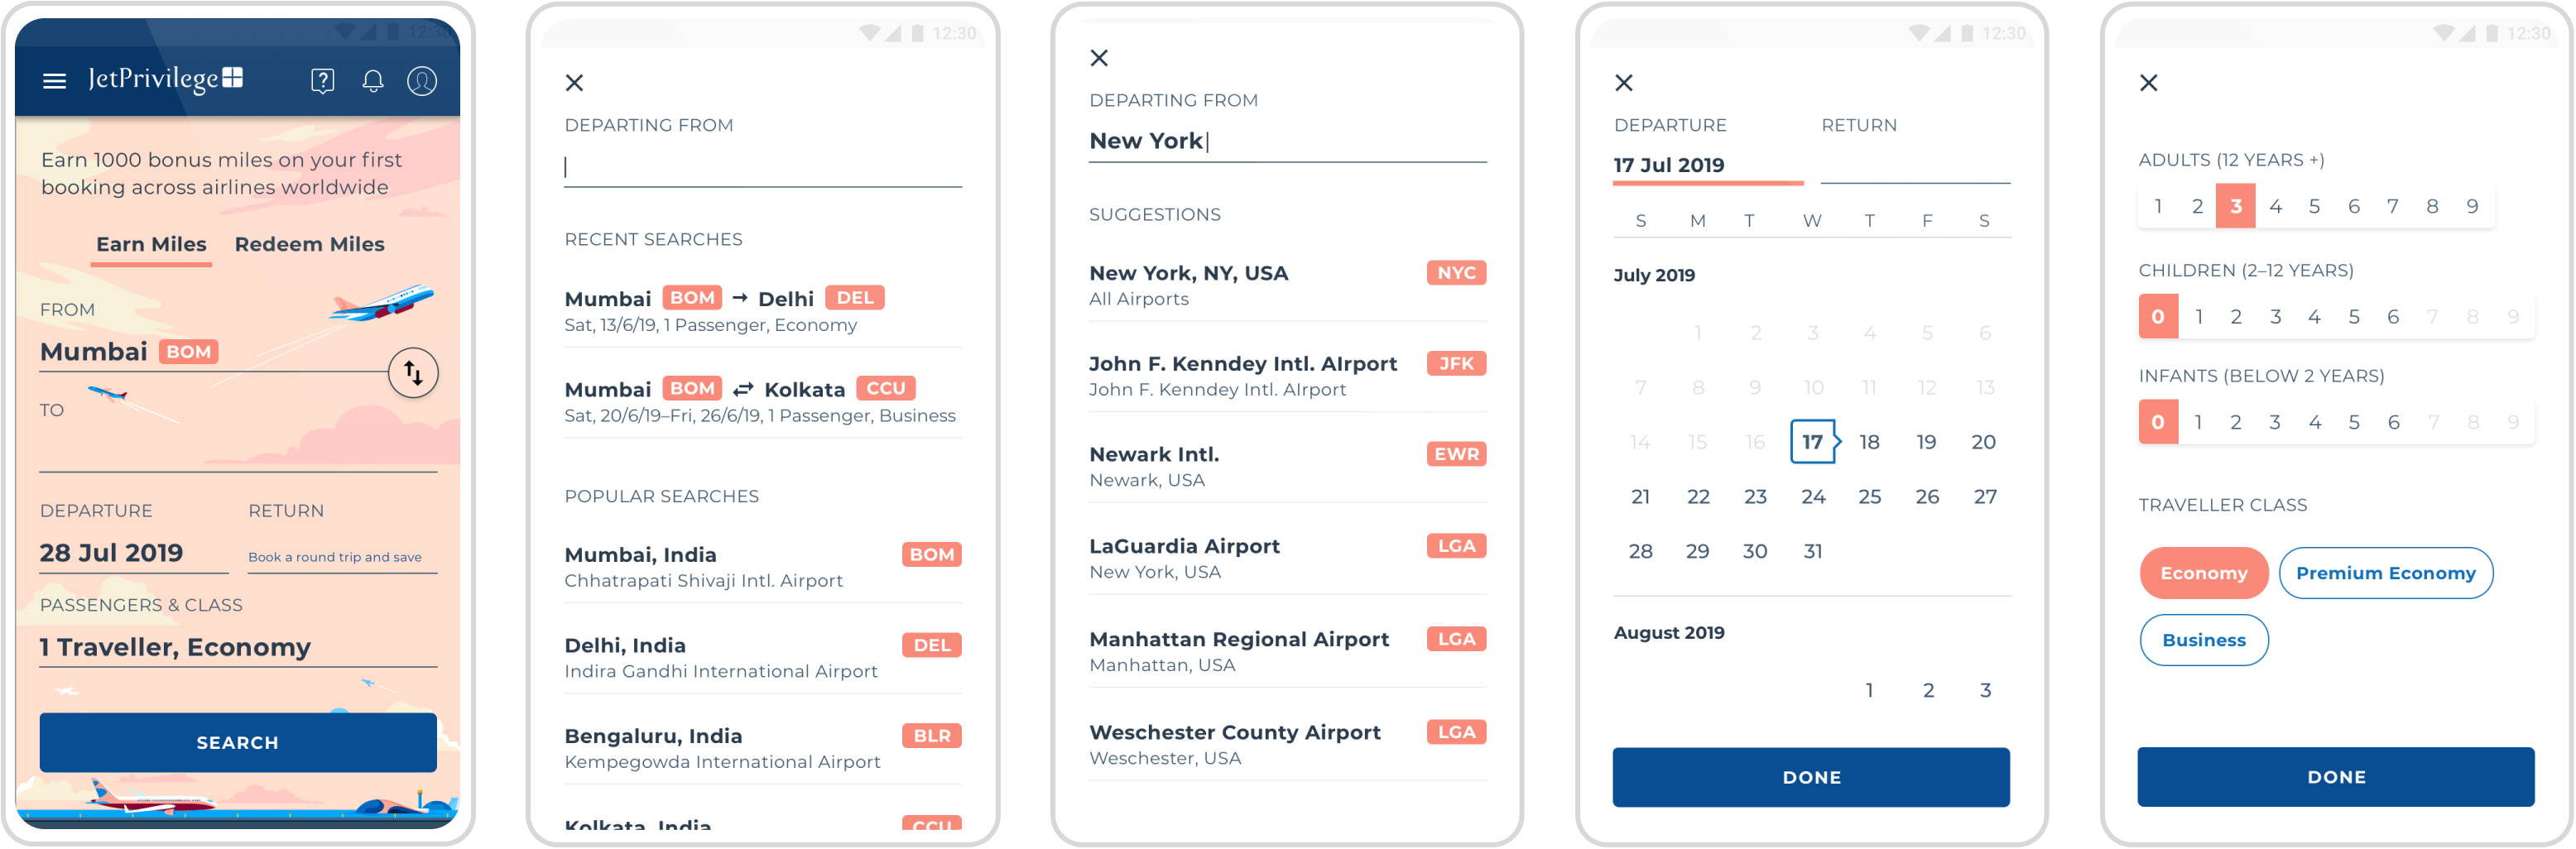 12:30
JetPrivilege
Earn 1000 bonus miles on your first
booking across airlines worldwide
Earn Miles Redeem Miles
FROM
Mumbai BOM
TO
DEPARTURE RETURN
28 Jul 2019 Book a round trip and save
PASSENGERS & CLASS
1 Traveller, Economy
SEARCH
12:30
DEPARTING FROM
RECENT SEARCHES
Mumbai BOM → Delhi DEL
Sat, 13/6/19, 1 Passenger, Economy
Mumbai BOM ⇄ Kolkata CCU
Sat, 20/6/19–Fri, 26/6/19, 1 Passenger, Business
POPULAR SEARCHES
Mumbai, India BOM
Chhatrapati Shivaji Intl. Airport
Delhi, India DEL
Indira Gandhi International Airport
Bengaluru, India BLR
Kempegowda International Airport
Kolkata, India CCU
DEPARTING FROM
New York
SUGGESTIONS
New York, NY, USA NYC
All Airports
John F. Kenndey Intl. AIrport JFK
John F. Kenndey Intl. AIrport
Newark Intl. EWR
Newark, USA
LaGuardia Airport LGA
New York, USA
Manhattan Regional Airport LGA
Manhattan, USA
Weschester County Airport LGA
Weschester, USA
12:30
DEPARTURE RETURN
17 Jul 2019
S M T W T F S
July 2019
1 2 3 4 5 6
7 8 9 10 11 12 13
14 15 16 17 18 19 20
21 22 23 24 25 26 27
28 29 30 31
August 2019
1 2 3
DONE
12:30
ADULTS (12 YEARS +)
1 2 3 4 5 6 7 8 9
CHILDREN (2–12 YEARS)
0 1 2 3 4 5 6 7 8 9
INFANTS (BELOW 2 YEARS)
0 1 2 3 4 5 6 7 8 9
TRAVELLER CLASS
Economy Premium Economy
Business
DONE